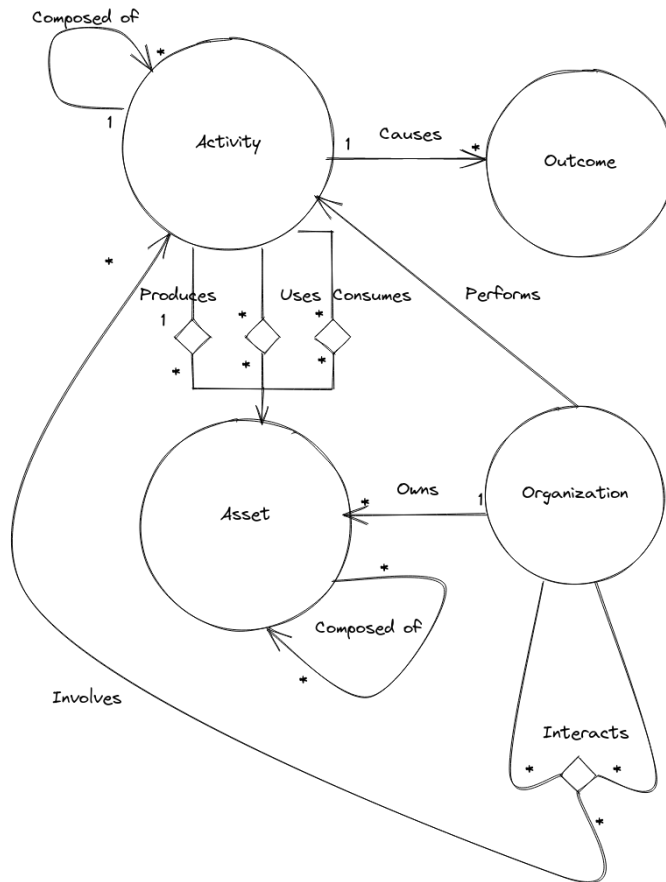 Composed of
*
1
Activity
1
Causes
*
Outcome
*
Produces
Uses
Consumes
Performs
1
*
*
*
*
*
Asset
*
Owns
1
Organization
*
Composed of
*
Involves
Interacts
*
*
*